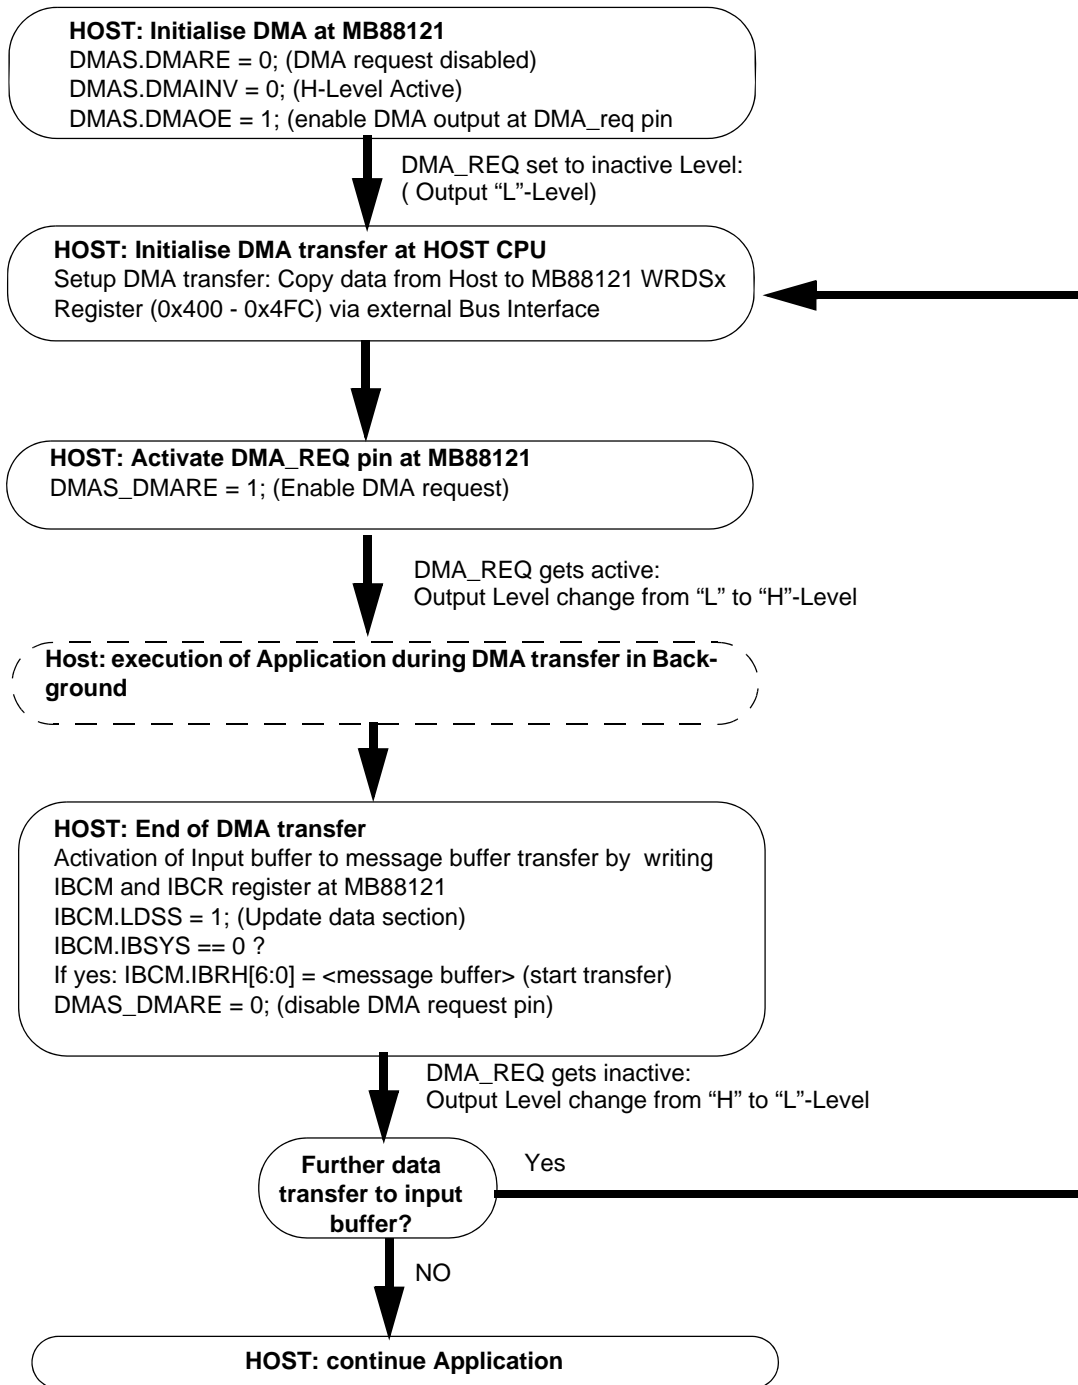 HOST: Initialise DMA at MB88121
DMAS.DMARE = 0; (DMA request disabled)
DMAS.DMAINV = 0; (H-Level Active)
DMAS.DMAOE = 1; (enable DMA output at DMA_req pin
DMA_REQ set to inactive Level:
( Output “L”-Level)
HOST: Initialise DMA transfer at HOST CPU
Setup DMA transfer: Copy data from Host to MB88121 WRDSx
Register (0x400 - 0x4FC) via external Bus Interface
HOST: Activate DMA_REQ pin at MB88121
DMAS_DMARE = 1; (Enable DMA request)
DMA_REQ gets active:
Output Level change from “L” to “H”-Level
Host: execution of Application during DMA transfer in Back-
ground
HOST: End of DMA transfer
Activation of Input buffer to message buffer transfer by writing
IBCM and IBCR register at MB88121
IBCM.LDSS = 1; (Update data section)
IBCM.IBSYS == 0 ?
If yes: IBCM.IBRH[6:0] = <message buffer> (start transfer)
DMAS_DMARE = 0; (disable DMA request pin)
DMA_REQ gets inactive:
Output Level change from “H” to “L”-Level
Further data
transfer to input
buffer?
Yes
NO
HOST: continue Application